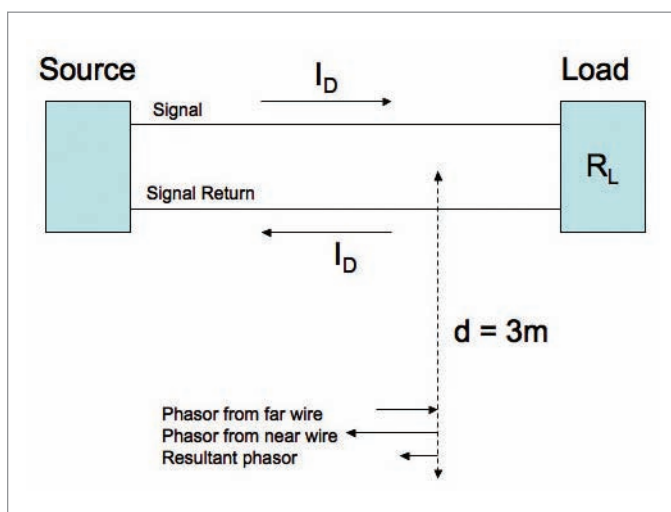 Source
Load
I_D
Signal
R_L
Signal Return
I_D
d = 3m
Phasor from far wire
Phasor from near wire
Resultant phasor